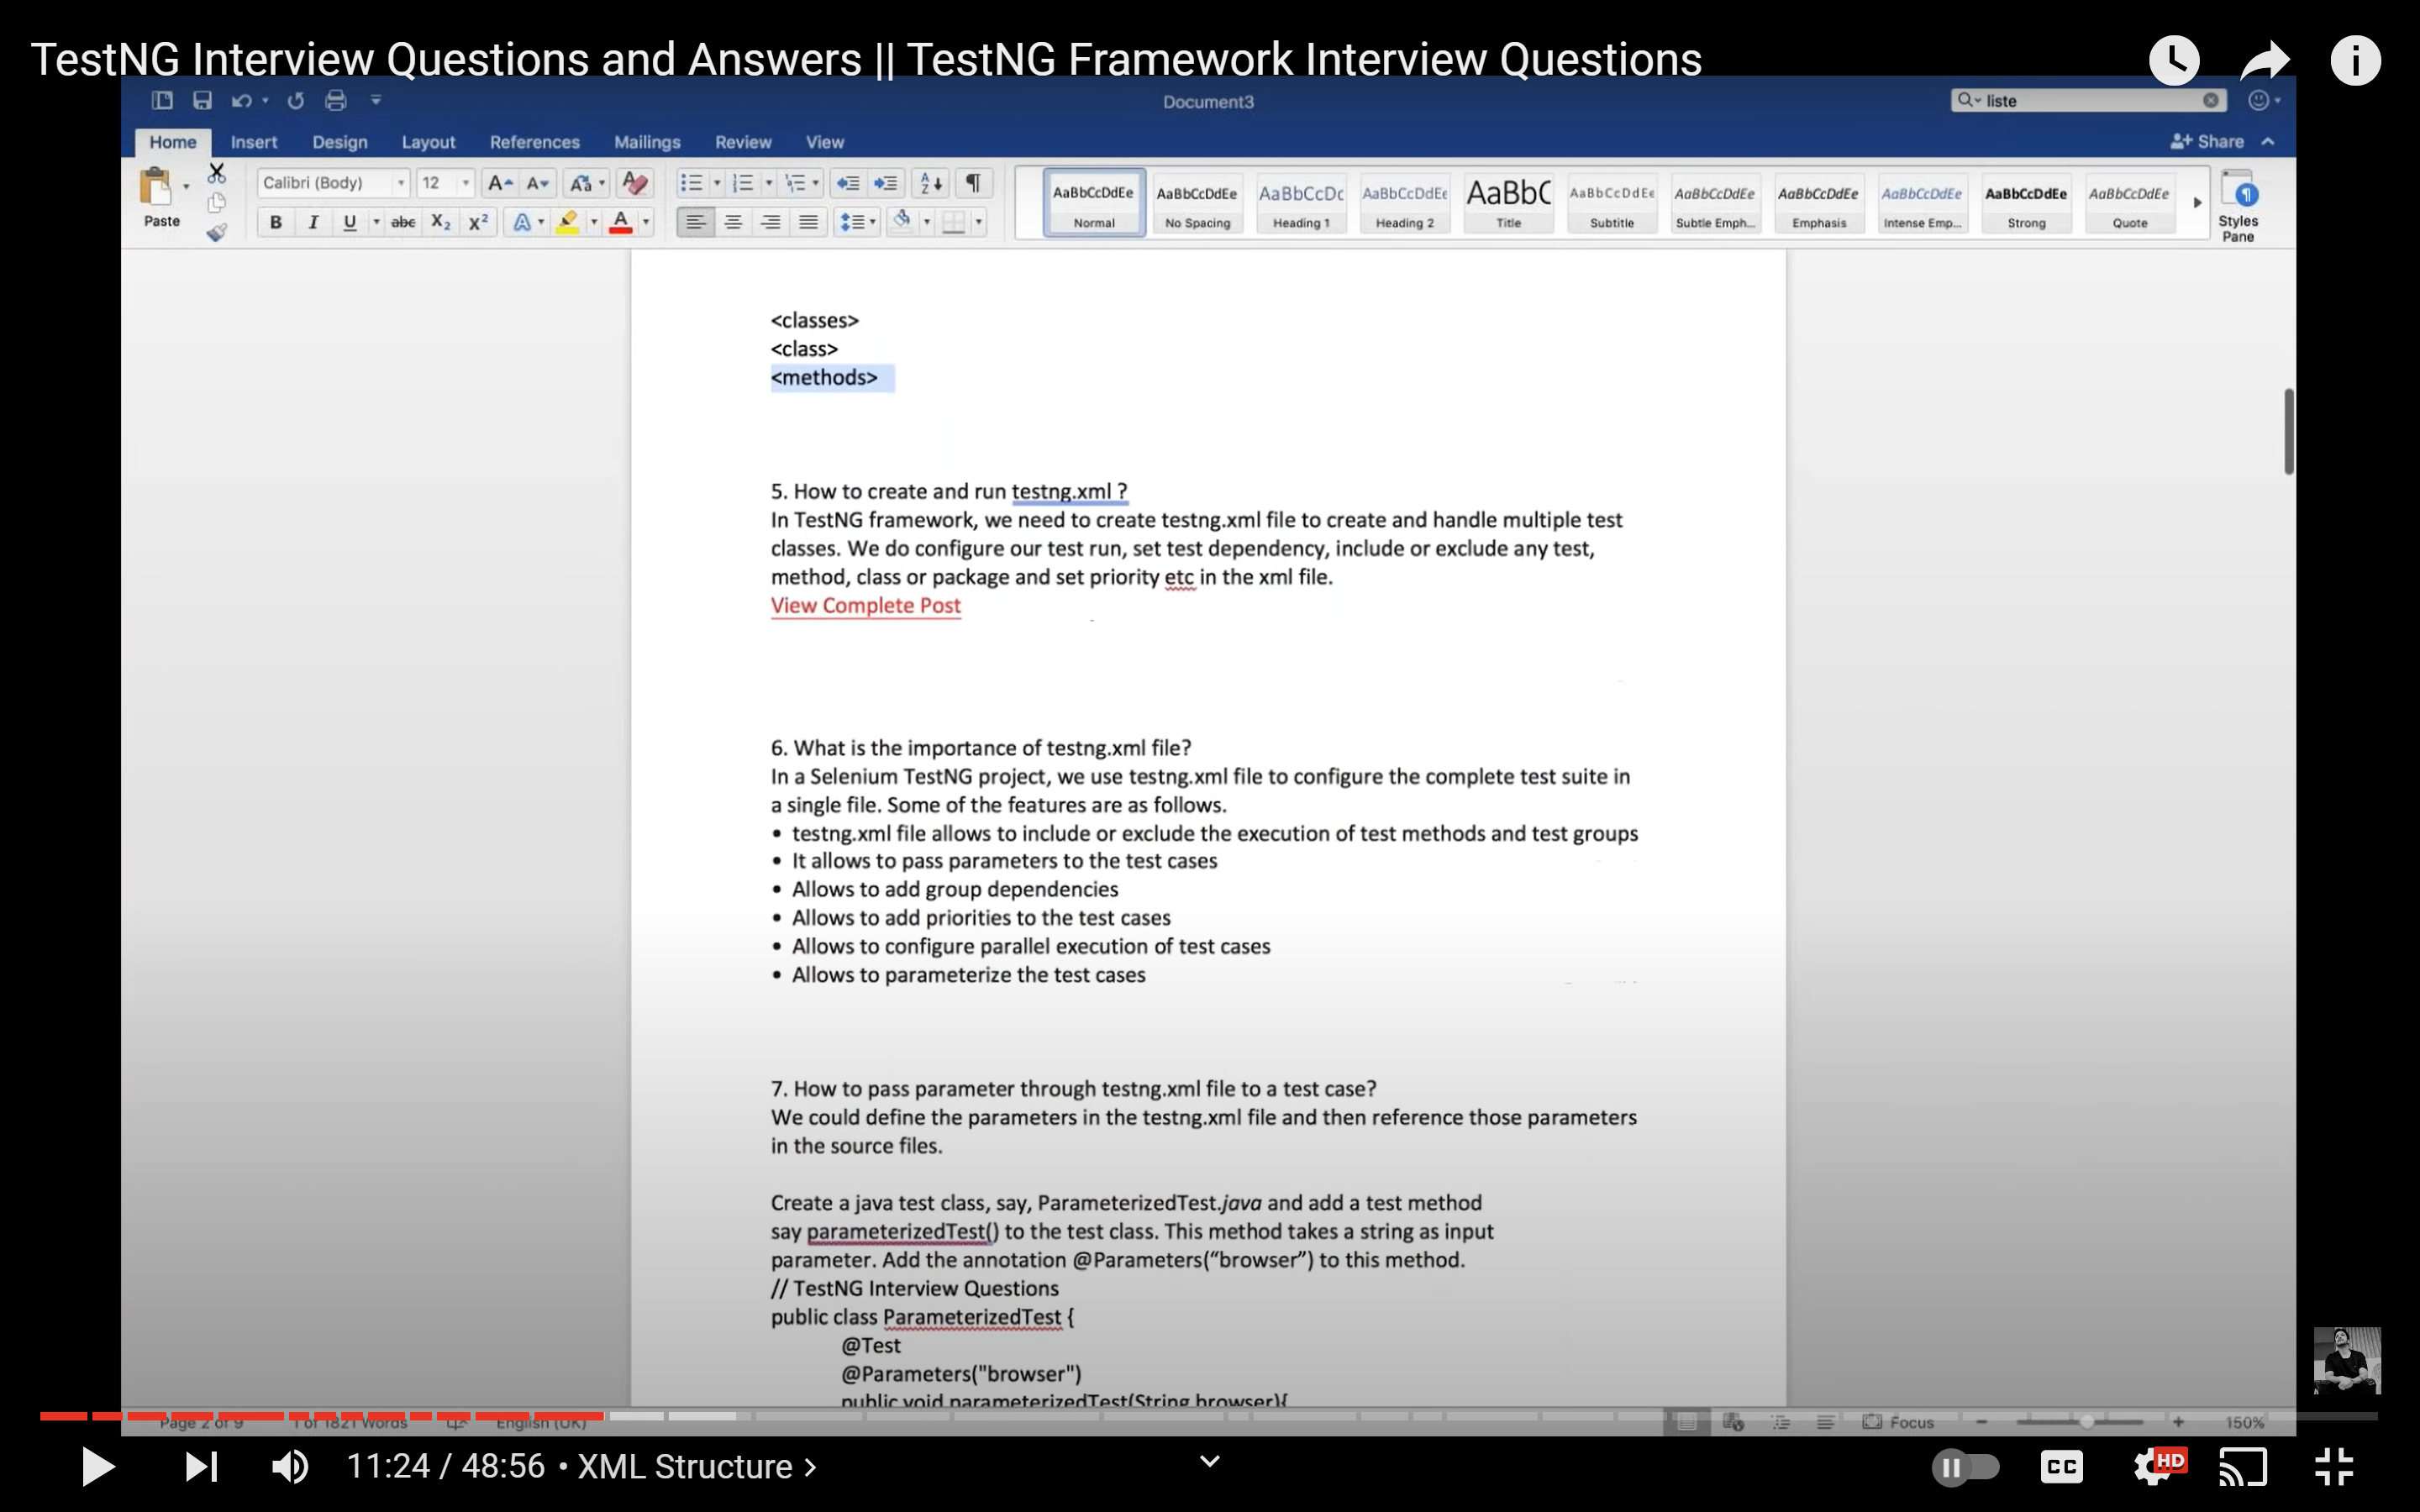 TestNG Interview Questions and Answers || TestNG Framework Interview Questions
Document3
liste
Home Insert Design Layout References Mailings Review View
Share
Paste
Calibri (Body) 12
AaBbCcDdEe AaBbCcDdEe AaBbCcDc AaBbCcDdEe AaBbC AaBbCcDdEe AaBbCcDdEe AaBbCcDdEe AaBbCcDdEe AaBbCcDdEe AaBbCcDdEe
Normal No Spacing Heading 1 Heading 2 Title Subtitle Subtle Emph... Emphasis Intense Emp... Strong Quote
Styles
Pane
B I U abc X₂ X² A A
<classes>
<class>
<methods>
5. How to create and run testng.xml ?
In TestNG framework, we need to create testng.xml file to create and handle multiple test
classes. We do configure our test run, set test dependency, include or exclude any test,
method, class or package and set priority etc in the xml file.
View Complete Post
6. What is the importance of testng.xml file?
In a Selenium TestNG project, we use testng.xml file to configure the complete test suite in
a single file. Some of the features are as follows.
• testng.xml file allows to include or exclude the execution of test methods and test groups
• It allows to pass parameters to the test cases
• Allows to add group dependencies
• Allows to add priorities to the test cases
• Allows to configure parallel execution of test cases
• Allows to parameterize the test cases
7. How to pass parameter through testng.xml file to a test case?
We could define the parameters in the testng.xml file and then reference those parameters
in the source files.
Create a java test class, say, ParameterizedTest.java and add a test method
say parameterizedTest() to the test class. This method takes a string as input
parameter. Add the annotation @Parameters(“browser”) to this method.
// TestNG Interview Questions
public class ParameterizedTest {
@Test
@Parameters("browser")
public void parameterizedTest(String browser){
Page 2 of 9 1 of 1821 Words English (UK) Focus 150%
11:24 / 48:56 • XML Structure
CC HD